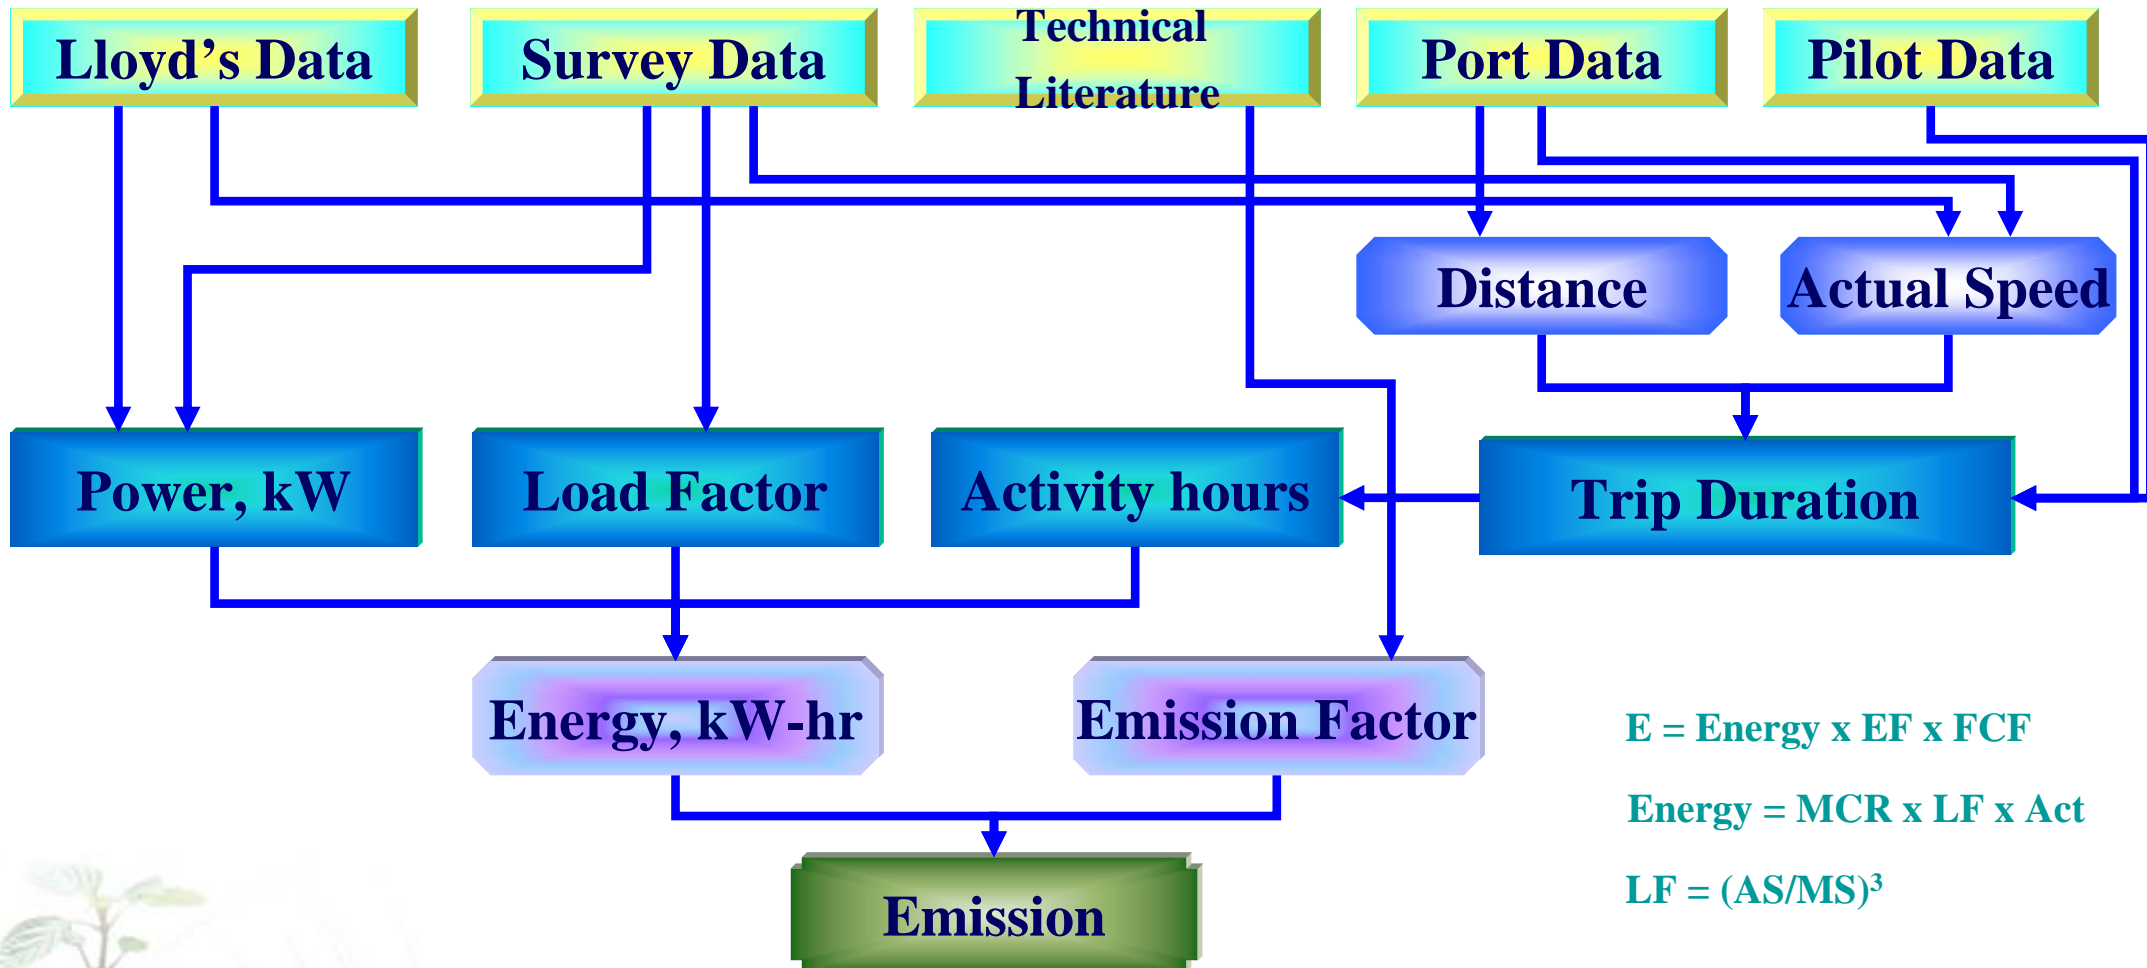 Lloyd's Data
Survey Data
Technical
Literature
Port Data
Pilot Data
Distance
Actual Speed
Power, kW
Load Factor
Activity hours
Trip Duration
Energy, kW-hr
Emission Factor
E = Energy x EF x FCF
Energy = MCR x LF x Act
LF = (AS/MS)³
Emission